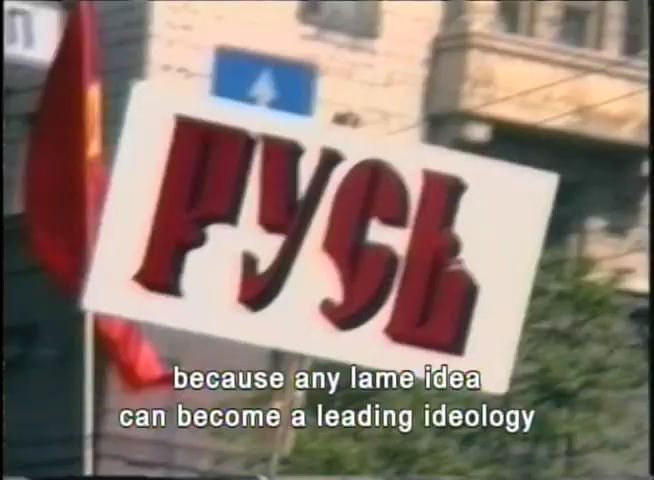 П
РУСЬ
because any lame idea
can become a leading ideology